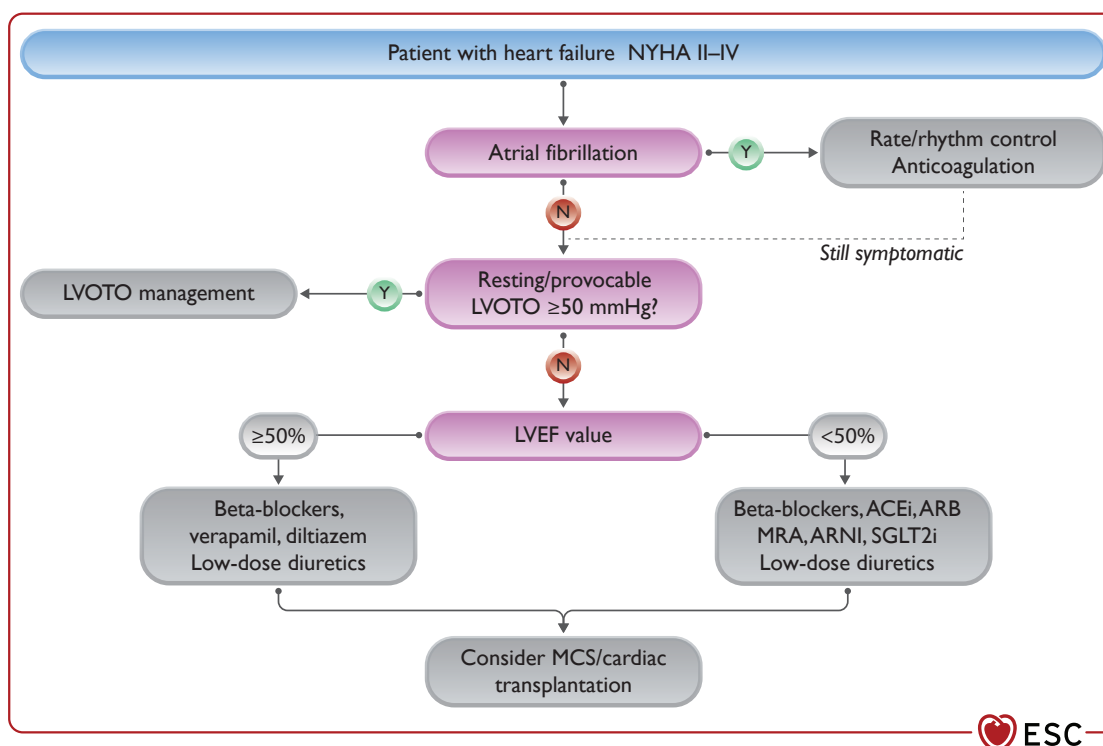 Patient with heart failure NYHA II–IV
Atrial fibrillation
Y
Rate/rhythm control
Anticoagulation
N
Still symptomatic
Resting/provocable
LVOTO ≥50 mmHg?
Y
LVOTO management
N
LVEF value
≥50%
<50%
Beta-blockers,
verapamil, diltiazem
Low-dose diuretics
Beta-blockers, ACEi, ARB
MRA, ARNI, SGLT2i
Low-dose diuretics
Consider MCS/cardiac
transplantation
ESC